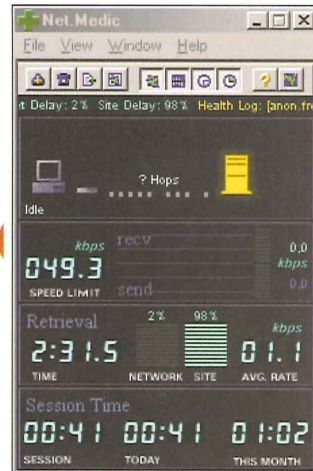 Net.Medic
File View Window Help
t Delay: 2% Site Delay: 98% Health Log: [anon.fre
? Hops
Idle
kbps recv 0,0
049.3 kbps
SPEED LIMIT send 0,0
Retrieval 2% 98% kbps
2:31.5 01.1
TIME NETWORK SITE AVG. RATE
Session Time
00:41 00:41 01:02
SESSION TODAY THIS MONTH